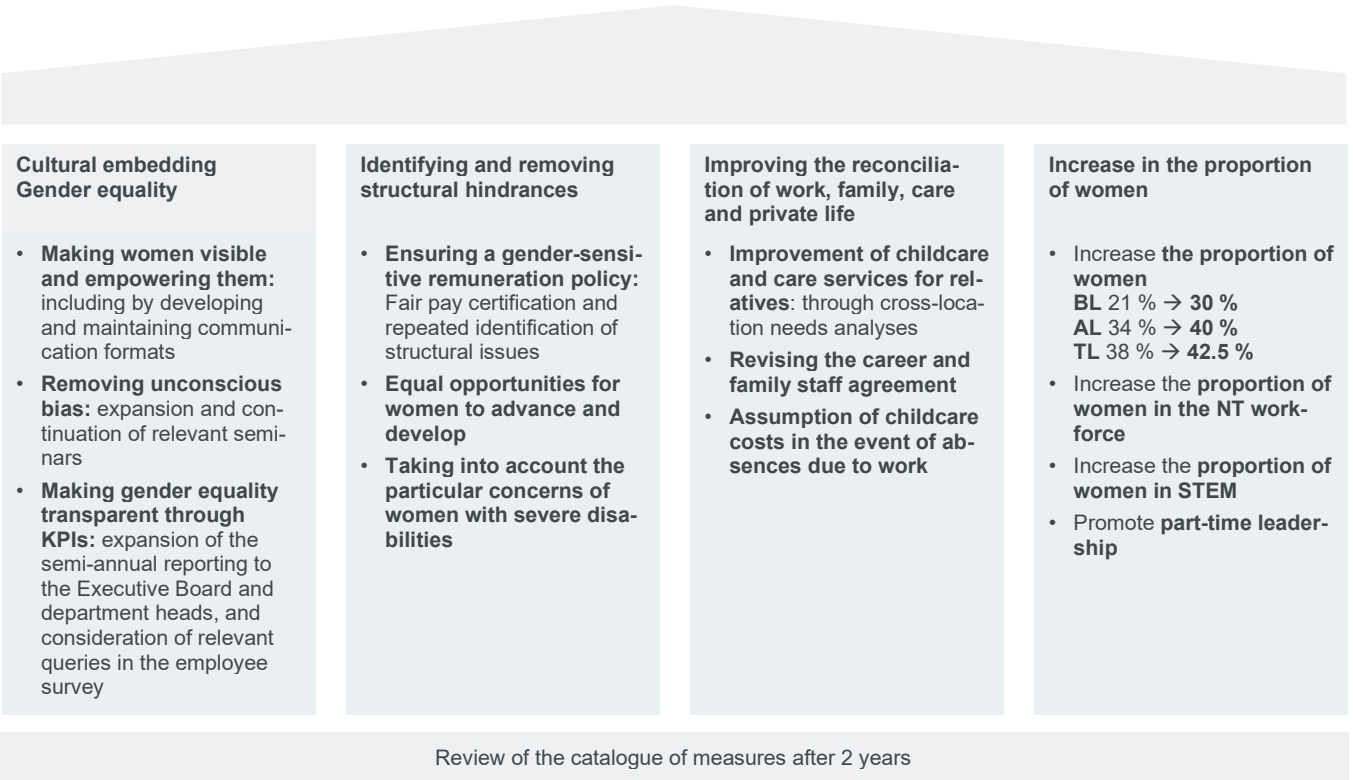 Cultural embedding
Gender equality
• Making women visible
and empowering them:
including by developing
and maintaining communi-
cation formats
• Removing unconscious
bias: expansion and con-
tinuation of relevant semi-
nars
• Making gender equality
transparent through
KPIs: expansion of the
semi-annual reporting to
the Executive Board and
department heads, and
consideration of relevant
queries in the employee
survey
Identifying and removing
structural hindrances
• Ensuring a gender-sensi-
tive remuneration policy:
Fair pay certification and
repeated identification of
structural issues
• Equal opportunities for
women to advance and
develop
• Taking into account the
particular concerns of
women with severe disa-
bilities
Improving the reconcilia-
tion of work, family, care
and private life
• Improvement of childcare
and care services for rel-
atives: through cross-loca-
tion needs analyses
• Revising the career and
family staff agreement
• Assumption of childcare
costs in the event of ab-
sences due to work
Increase in the proportion
of women
• Increase the proportion of
women
BL 21 % → 30 %
AL 34 % → 40 %
TL 38 % → 42.5 %
• Increase the proportion of
women in the NT work-
force
• Increase the proportion of
women in STEM
• Promote part-time leader-
ship
Review of the catalogue of measures after 2 years